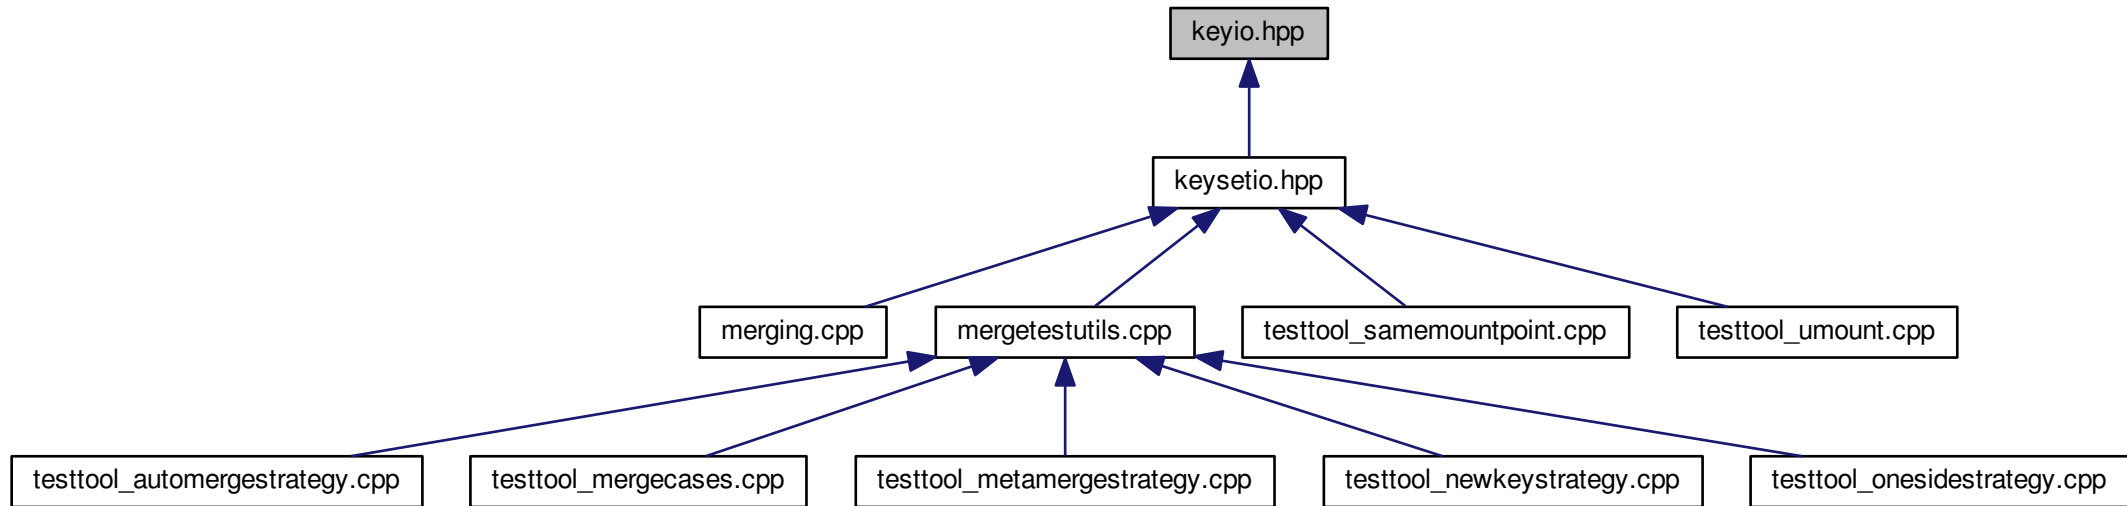 keyio.hpp
keysetio.hpp
merging.cpp
mergetestutils.cpp
testtool_samemountpoint.cpp
testtool_umount.cpp
testtool_automergestrategy.cpp
testtool_mergecases.cpp
testtool_metamergestrategy.cpp
testtool_newkeystrategy.cpp
testtool_onesidestrategy.cpp